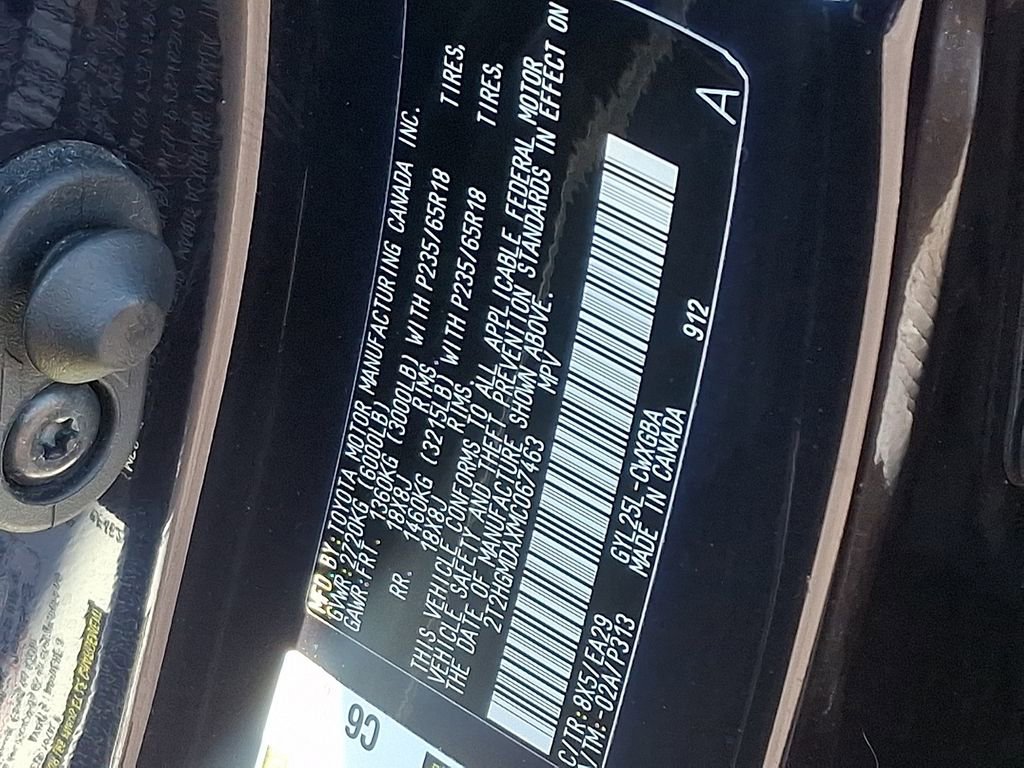 MFD BY:TOYOTA MOTOR MANUFACTURING CANADA INC.
GVWR:2720KG (6000LB)
GAWR:FRT. 1360KG (3000LB) WITH P235/65R18 TIRES,
18X8J RIMS.
RR. 1460KG (3215LB) WITH P235/65R18 TIRES,
18X8J RIMS.
THIS VEHICLE CONFORMS TO ALL APPLICABLE FEDERAL MOTOR
VEHICLE SAFETY AND THEFT PREVENTION STANDARDS IN EFFECT ON
THE DATE OF MANUFACTURE SHOWN ABOVE.
2T2HGMDAXMC067463 MPV
C/TR:8X5/EA29 GYL25L-CWXGBA 912
/TM:-02A/P313 MADE IN CANADA
A
C6